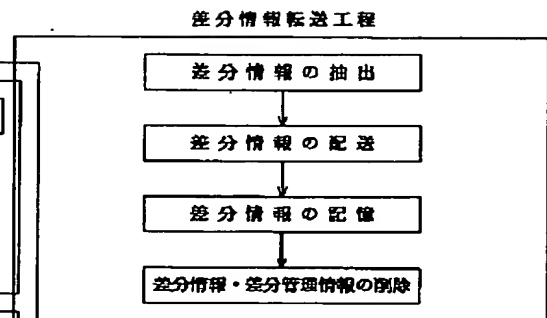 差分情報転送工程
差分情報の抽出
差分情報の配送
差分情報の記憶
差分情報・差分管理情報の削除